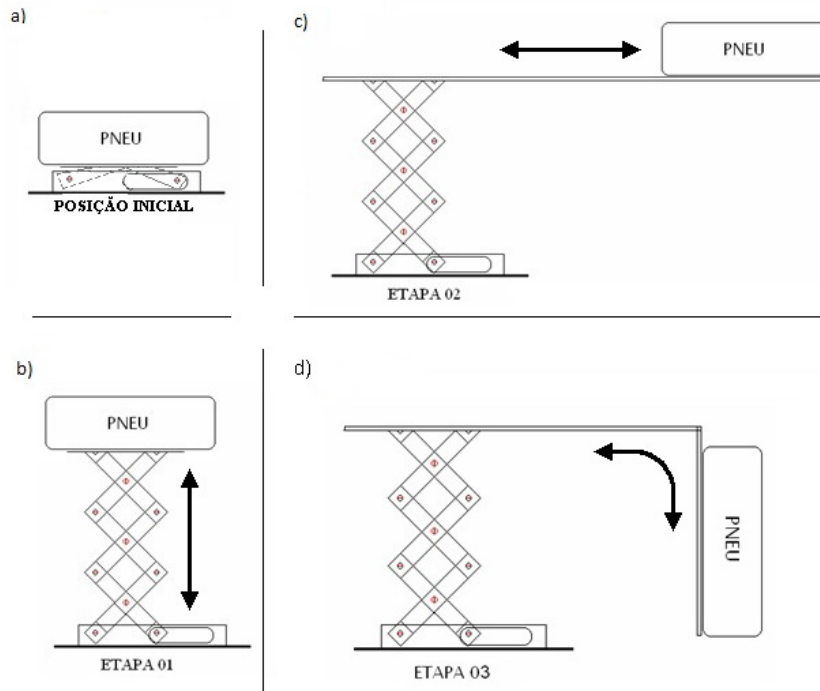 a)
PNEU
POSIÇÃO INICIAL
c)
PNEU
ETAPA 02
b)
PNEU
ETAPA 01
d)
PNEU
ETAPA 03